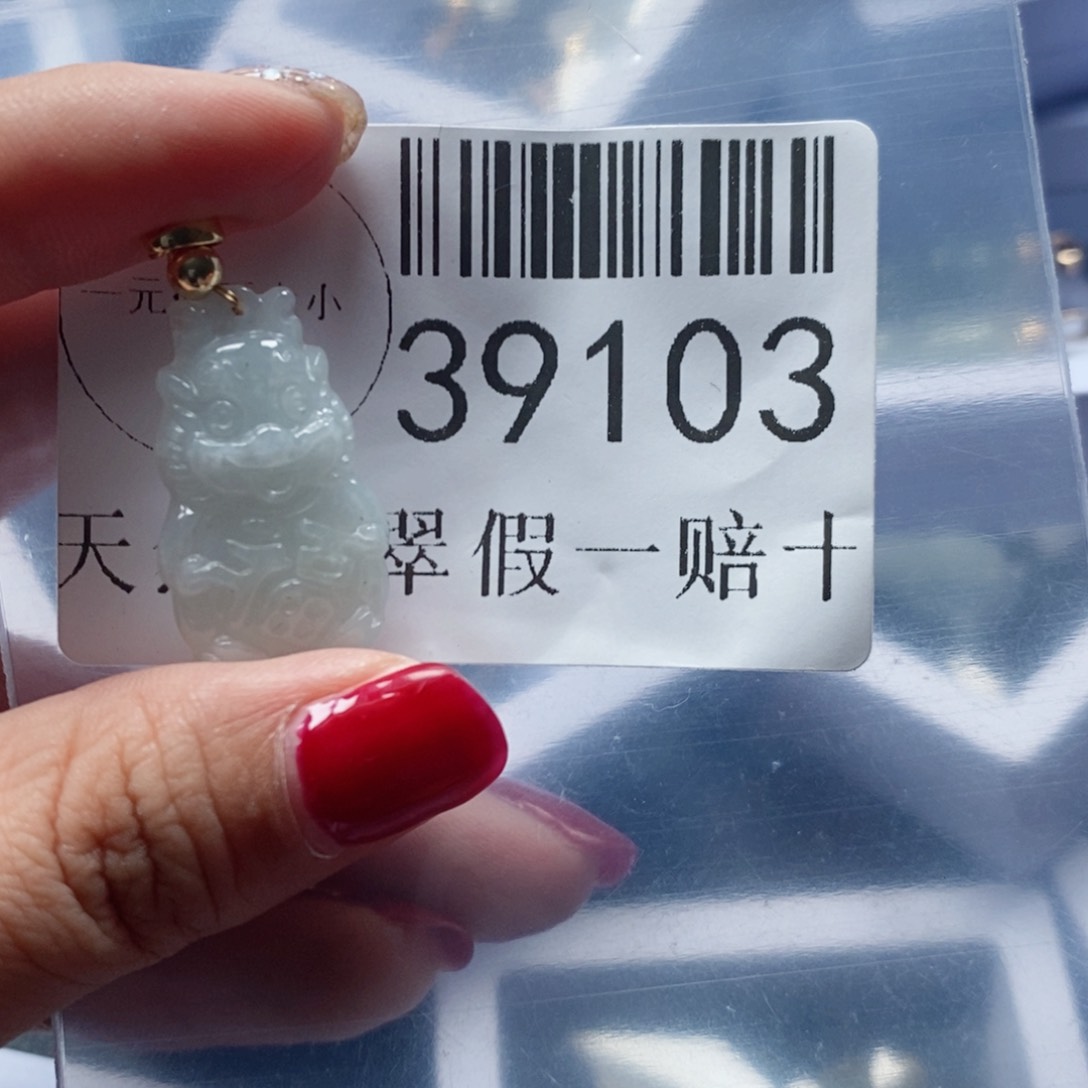 39103
一元 小
天 翠假一赔十